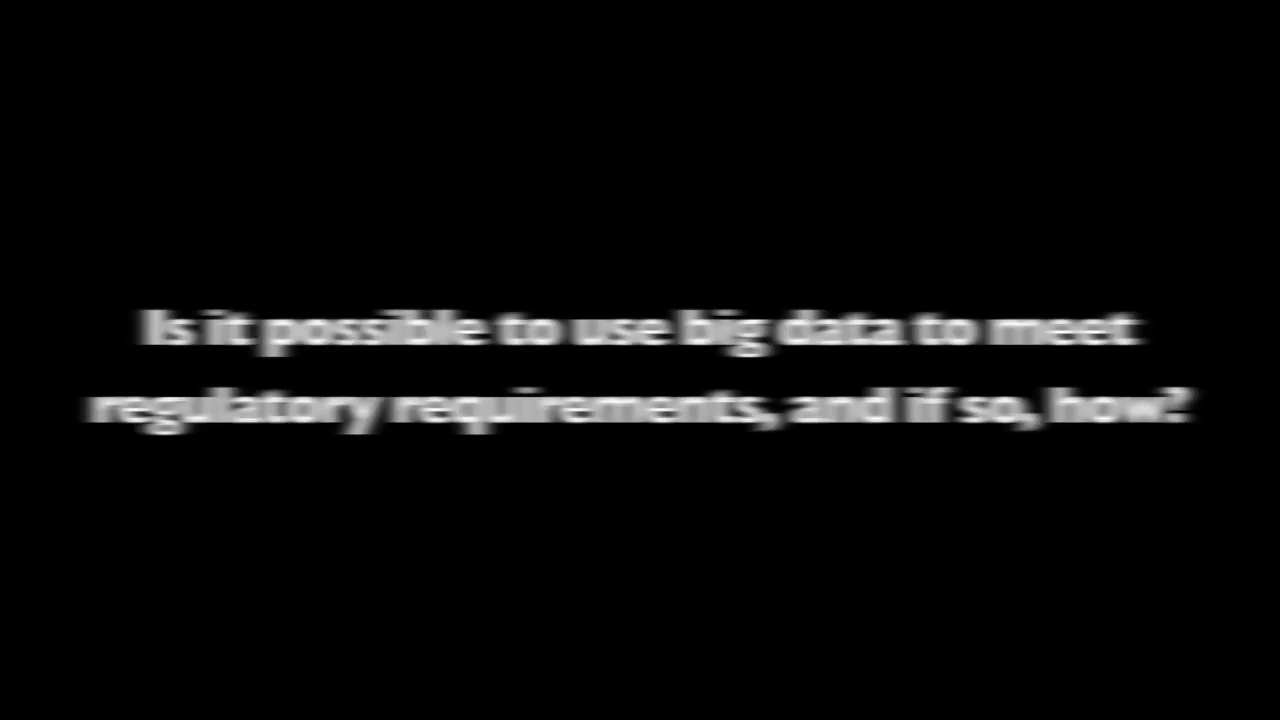 Is it possible to use big data to meet
regulatory requirements, and if so, how?